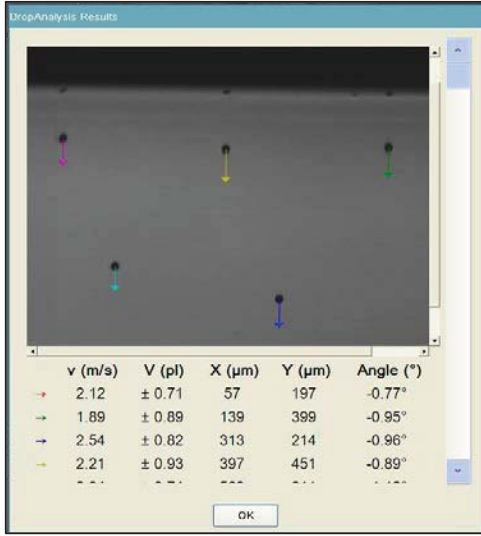 DropAnalysis Results
v (m/s) V (pl) X (μm) Y (μm) Angle (°)
2.12 ± 0.71 57 197 -0.77°
1.89 ± 0.89 139 399 -0.95°
2.54 ± 0.82 313 214 -0.96°
2.21 ± 0.93 397 451 -0.89°
OK